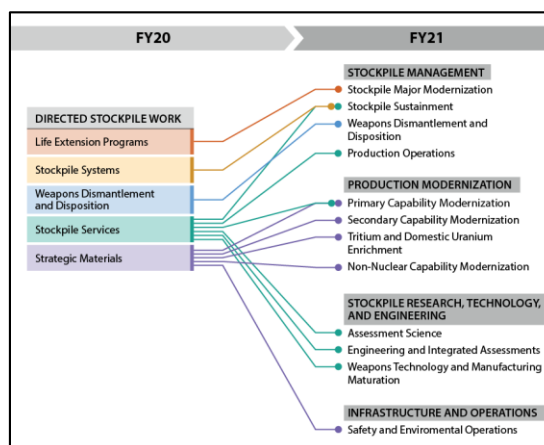 FY20
FY21
DIRECTED STOCKPILE WORK
Life Extension Programs
Stockpile Systems
Weapons Dismantlement
and Disposition
Stockpile Services
Strategic Materials
STOCKPILE MANAGEMENT
Stockpile Major Modernization
Stockpile Sustainment
Weapons Dismantlement and
Disposition
Production Operations
PRODUCTION MODERNIZATION
Primary Capability Modernization
Secondary Capability Modernization
Tritium and Domestic Uranium
Enrichment
Non-Nuclear Capability Modernization
STOCKPILE RESEARCH, TECHNOLOGY,
AND ENGINEERING
Assessment Science
Engineering and Integrated Assessments
Weapons Technology and Manufacturing
Maturation
INFRASTRUCTURE AND OPERATIONS
Safety and Enviromental Operations